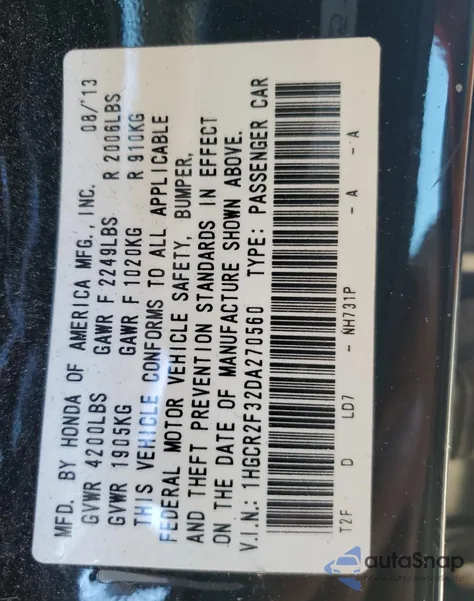 MFD. BY HONDA OF AMERICA MFG., INC. 08/'13
GVWR 4200LBS GAWR F 2249LBS R 2006LBS
GVWR 1905KG GAWR F 1020KG R 910KG
THIS VEHICLE CONFORMS TO ALL APPLICABLE
FEDERAL MOTOR VEHICLE SAFETY, BUMPER,
AND THEFT PREVENTION STANDARDS IN EFFECT
ON THE DATE OF MANUFACTURE SHOWN ABOVE.
V.I.N.: 1HGCR2F32DA270560 TYPE: PASSENGER CAR
T2F D LD7 - NH731P - A - A
autoSnap